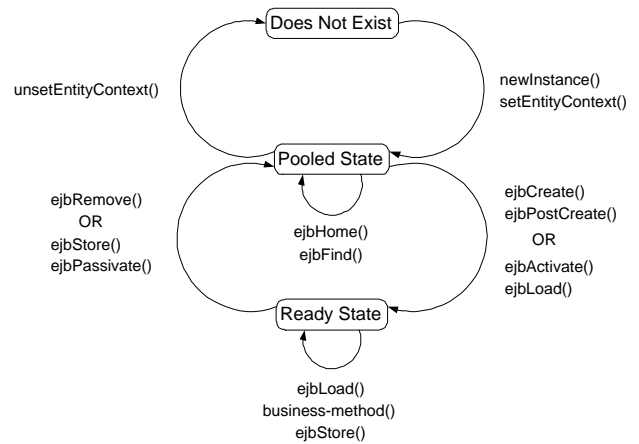 Does Not Exist
unsetEntityContext()
newInstance()
setEntityContext()
Pooled State
ejbRemove()
OR
ejbStore()
ejbPassivate()
ejbHome()
ejbFind()
ejbCreate()
ejbPostCreate()
OR
ejbActivate()
ejbLoad()
Ready State
ejbLoad()
business-method()
ejbStore()